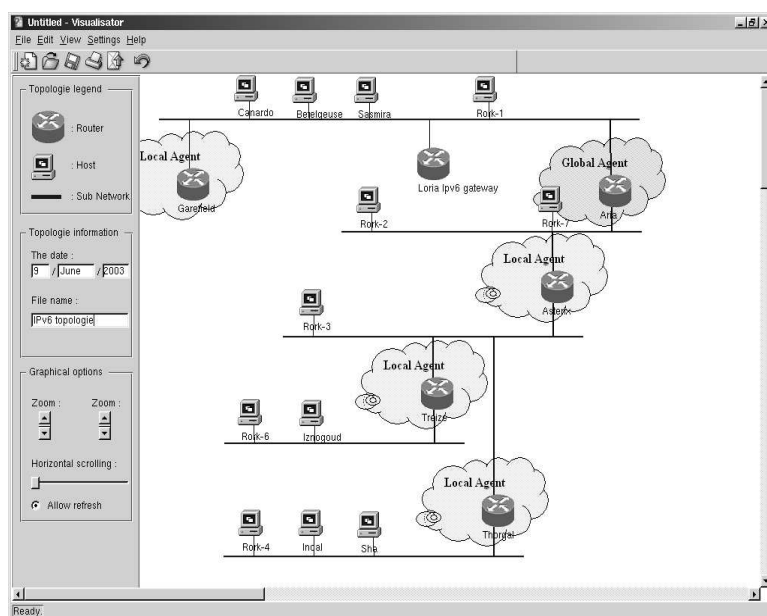 Untitled - Visualisator
File Edit View Settings Help
Topologie legend
: Router
: Host
: Sub Network
Topologie information
The date :
9 / June / 2003
File name :
IPv6 topologie
Graphical options
Zoom : Zoom :
Horizontal scrolling :
Allow refresh
Canardo Betelgeuse Sasmira Rork-1
Local Agent
Garefield
Loria Ipv6 gateway
Global Agent
Aria
Rork-2
Rork-7
Local Agent
Asterix
Rork-3
Local Agent
Treize
Rork-6 Iznogoud
Local Agent
Thorgal
Rork-4 Indal Sha
Ready.